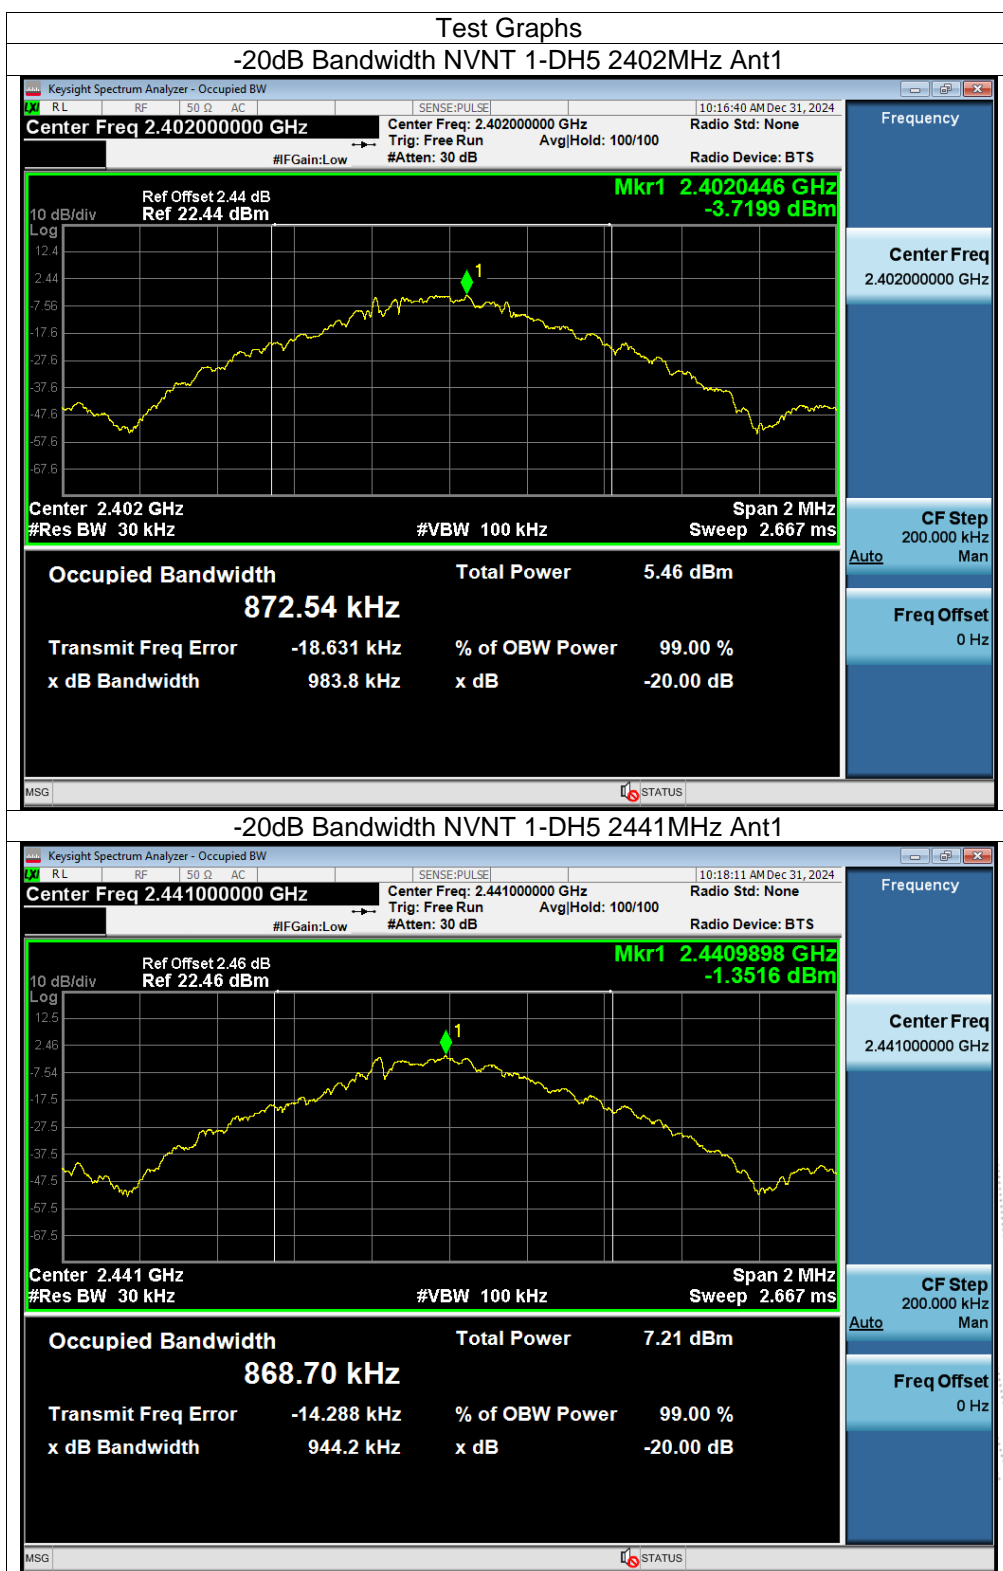 Test Graphs
-20dB Bandwidth NVNT 1-DH5 2402MHz Ant1
Keysight Spectrum Analyzer - Occupied BW
LXI RL RF 50 Ω AC SENSE:PULSE 10:16:40 AM Dec 31, 2024
Center Freq 2.402000000 GHz
Center Freq: 2.402000000 GHz
Radio Std: None
Trig: Free Run Avg|Hold: 100/100
#IFGain:Low #Atten: 30 dB Radio Device: BTS
Frequency
Mkr1 2.4020446 GHz
-3.7199 dBm
Ref Offset 2.44 dB
10 dB/div Ref 22.44 dBm
Log
12.4
2.44
-7.56
-17.6
-27.6
-37.6
-47.6
-57.6
-67.6
1
Center 2.402 GHz Span 2 MHz
#Res BW 30 kHz #VBW 100 kHz Sweep 2.667 ms
Center Freq
2.402000000 GHz
CF Step
200.000 kHz
Auto Man
Freq Offset
0 Hz
Occupied Bandwidth Total Power 5.46 dBm
872.54 kHz
Transmit Freq Error -18.631 kHz % of OBW Power 99.00 %
x dB Bandwidth 983.8 kHz x dB -20.00 dB
MSG STATUS
-20dB Bandwidth NVNT 1-DH5 2441MHz Ant1
Keysight Spectrum Analyzer - Occupied BW
LXI RL RF 50 Ω AC SENSE:PULSE 10:18:11 AM Dec 31, 2024
Center Freq 2.441000000 GHz
Center Freq: 2.441000000 GHz
Radio Std: None
Trig: Free Run Avg|Hold: 100/100
#IFGain:Low #Atten: 30 dB Radio Device: BTS
Frequency
Mkr1 2.4409898 GHz
-1.3516 dBm
Ref Offset 2.46 dB
10 dB/div Ref 22.46 dBm
Log
12.5
2.46
-7.54
-17.5
-27.5
-37.5
-47.5
-57.5
-67.5
1
Center 2.441 GHz Span 2 MHz
#Res BW 30 kHz #VBW 100 kHz Sweep 2.667 ms
Center Freq
2.441000000 GHz
CF Step
200.000 kHz
Auto Man
Freq Offset
0 Hz
Occupied Bandwidth Total Power 7.21 dBm
868.70 kHz
Transmit Freq Error -14.288 kHz % of OBW Power 99.00 %
x dB Bandwidth 944.2 kHz x dB -20.00 dB
MSG STATUS